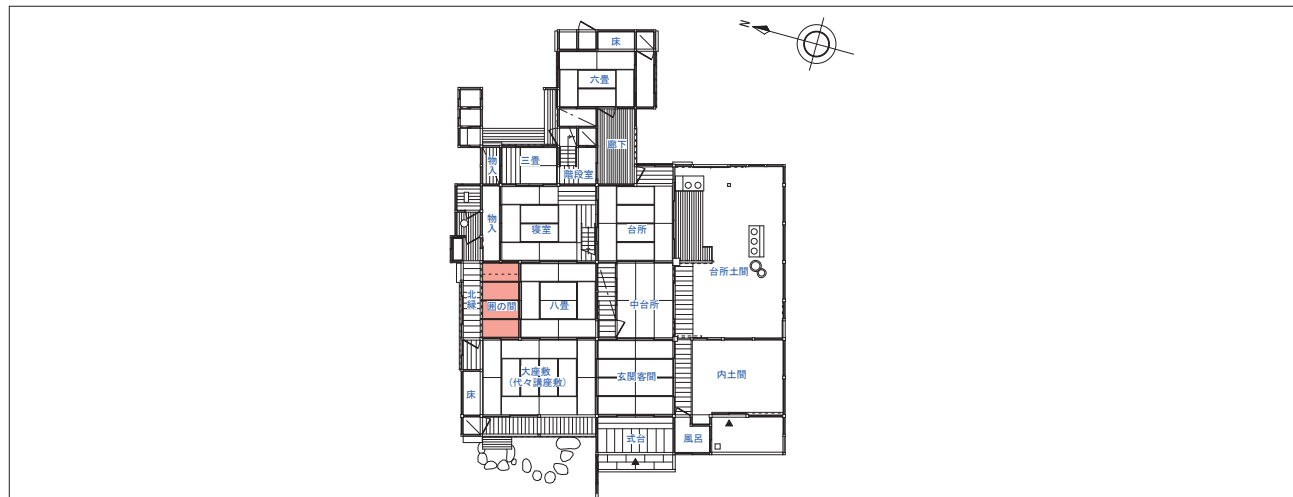 N
床
六畳
廊下
物入
三畳
階段室
物入
寝室
台所
台所土間
北縁
囲の間
八畳
中台所
大座敷
(代々講座敷)
玄関客間
内土間
床
式台
風呂